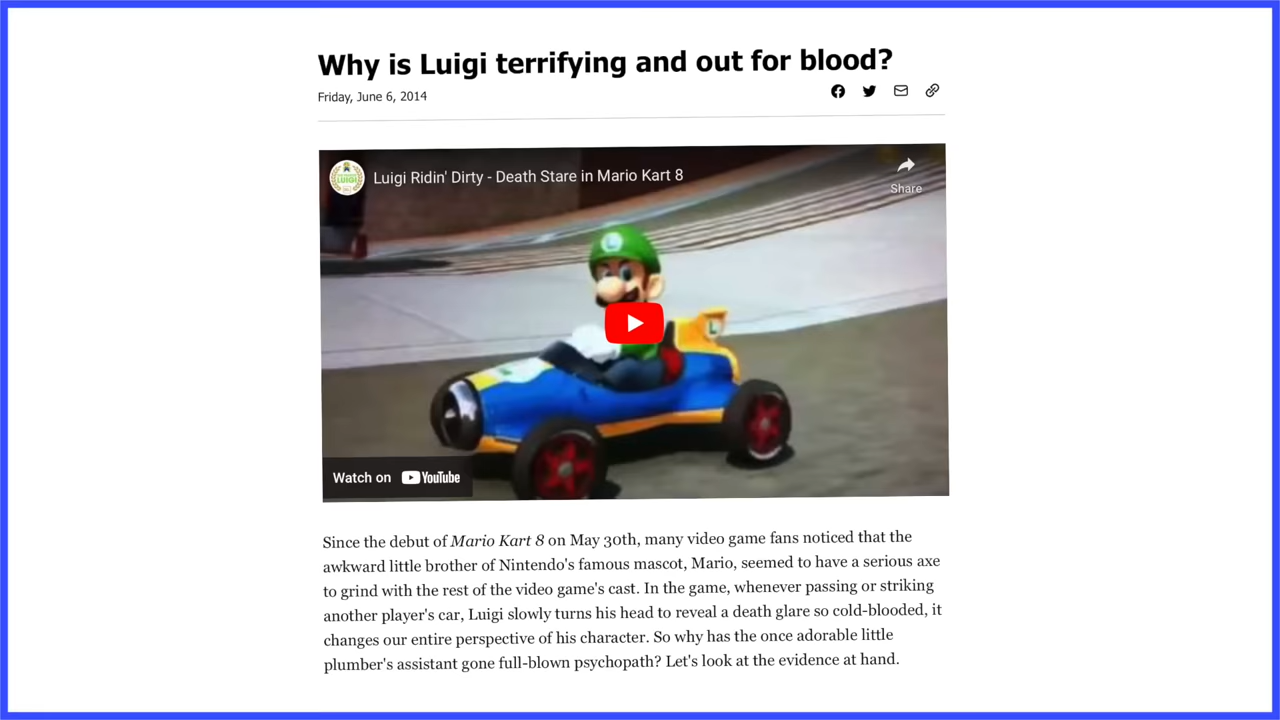 Why is Luigi terrifying and out for blood?
Friday, June 6, 2014
LUIGI
Luigi Ridin' Dirty - Death Stare in Mario Kart 8
Share
L
L
Watch on YouTube
Since the debut of Mario Kart 8 on May 30th, many video game fans noticed that the
awkward little brother of Nintendo's famous mascot, Mario, seemed to have a serious axe
to grind with the rest of the video game's cast. In the game, whenever passing or striking
another player's car, Luigi slowly turns his head to reveal a death glare so cold-blooded, it
changes our entire perspective of his character. So why has the once adorable little
plumber's assistant gone full-blown psychopath? Let's look at the evidence at hand.